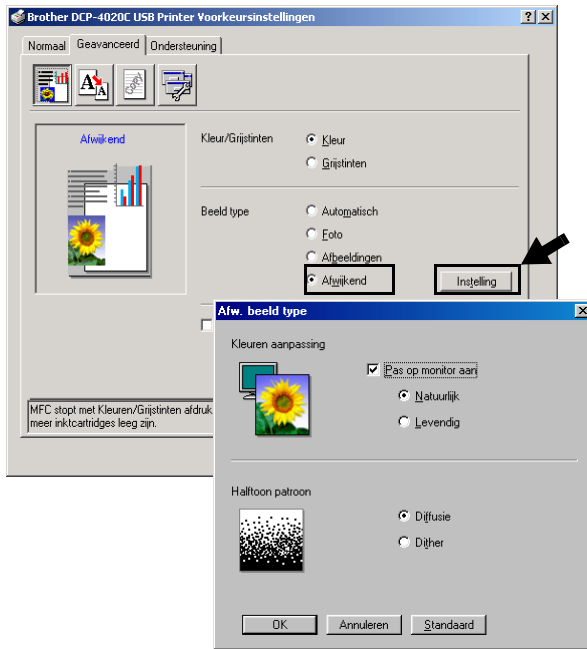 Brother DCP-4020C USB Printer Voorkeursinstellingen
Normaal Geavanceerd Ondersteuning
Afwijkend
Kleur/Grijstinten
Kleur
Grijstinten
Beeld type
Automatisch
Foto
Afbeeldingen
Afwijkend
Instelling
MFC stopt met Kleuren/Grijstinten afdruk
meer inktcartridges leeg zijn.
Afw. beeld type
Kleuren aanpassing
Pas op monitor aan
Natuurlijk
Levendig
Halftoon patroon
Diffusie
Dither
OK Annuleren Standaard